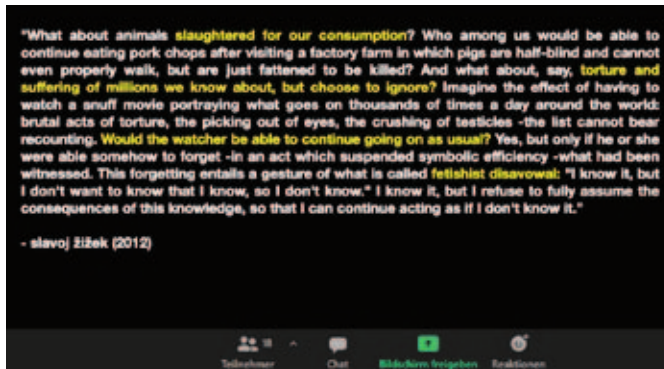 "What about animals slaughtered for our consumption? Who among us would be able to
continue eating pork chops after visiting a factory farm in which pigs are half-blind and cannot
even properly walk, but are just fattened to be killed? And what about, say, torture and
suffering of millions we know about, but choose to ignore? Imagine the effect of having to
watch a snuff movie portraying what goes on thousands of times a day around the world:
brutal acts of torture, the picking out of eyes, the crushing of testicles -the list cannot bear
recounting. Would the watcher be able to continue going on as usual? Yes, but only if he or she
were able somehow to forget -in an act which suspended symbolic efficiency -what had been
witnessed. This forgetting entails a gesture of what is called fetishist disavowal: "I know it, but
I don't want to know that I know, so I don't know." I know it, but I refuse to fully assume the
consequences of this knowledge, so that I can continue acting as if I don't know it."
- slavoj žižek (2012)
18
Teilnehmer Chat Bildschirm freigeben Reaktionen